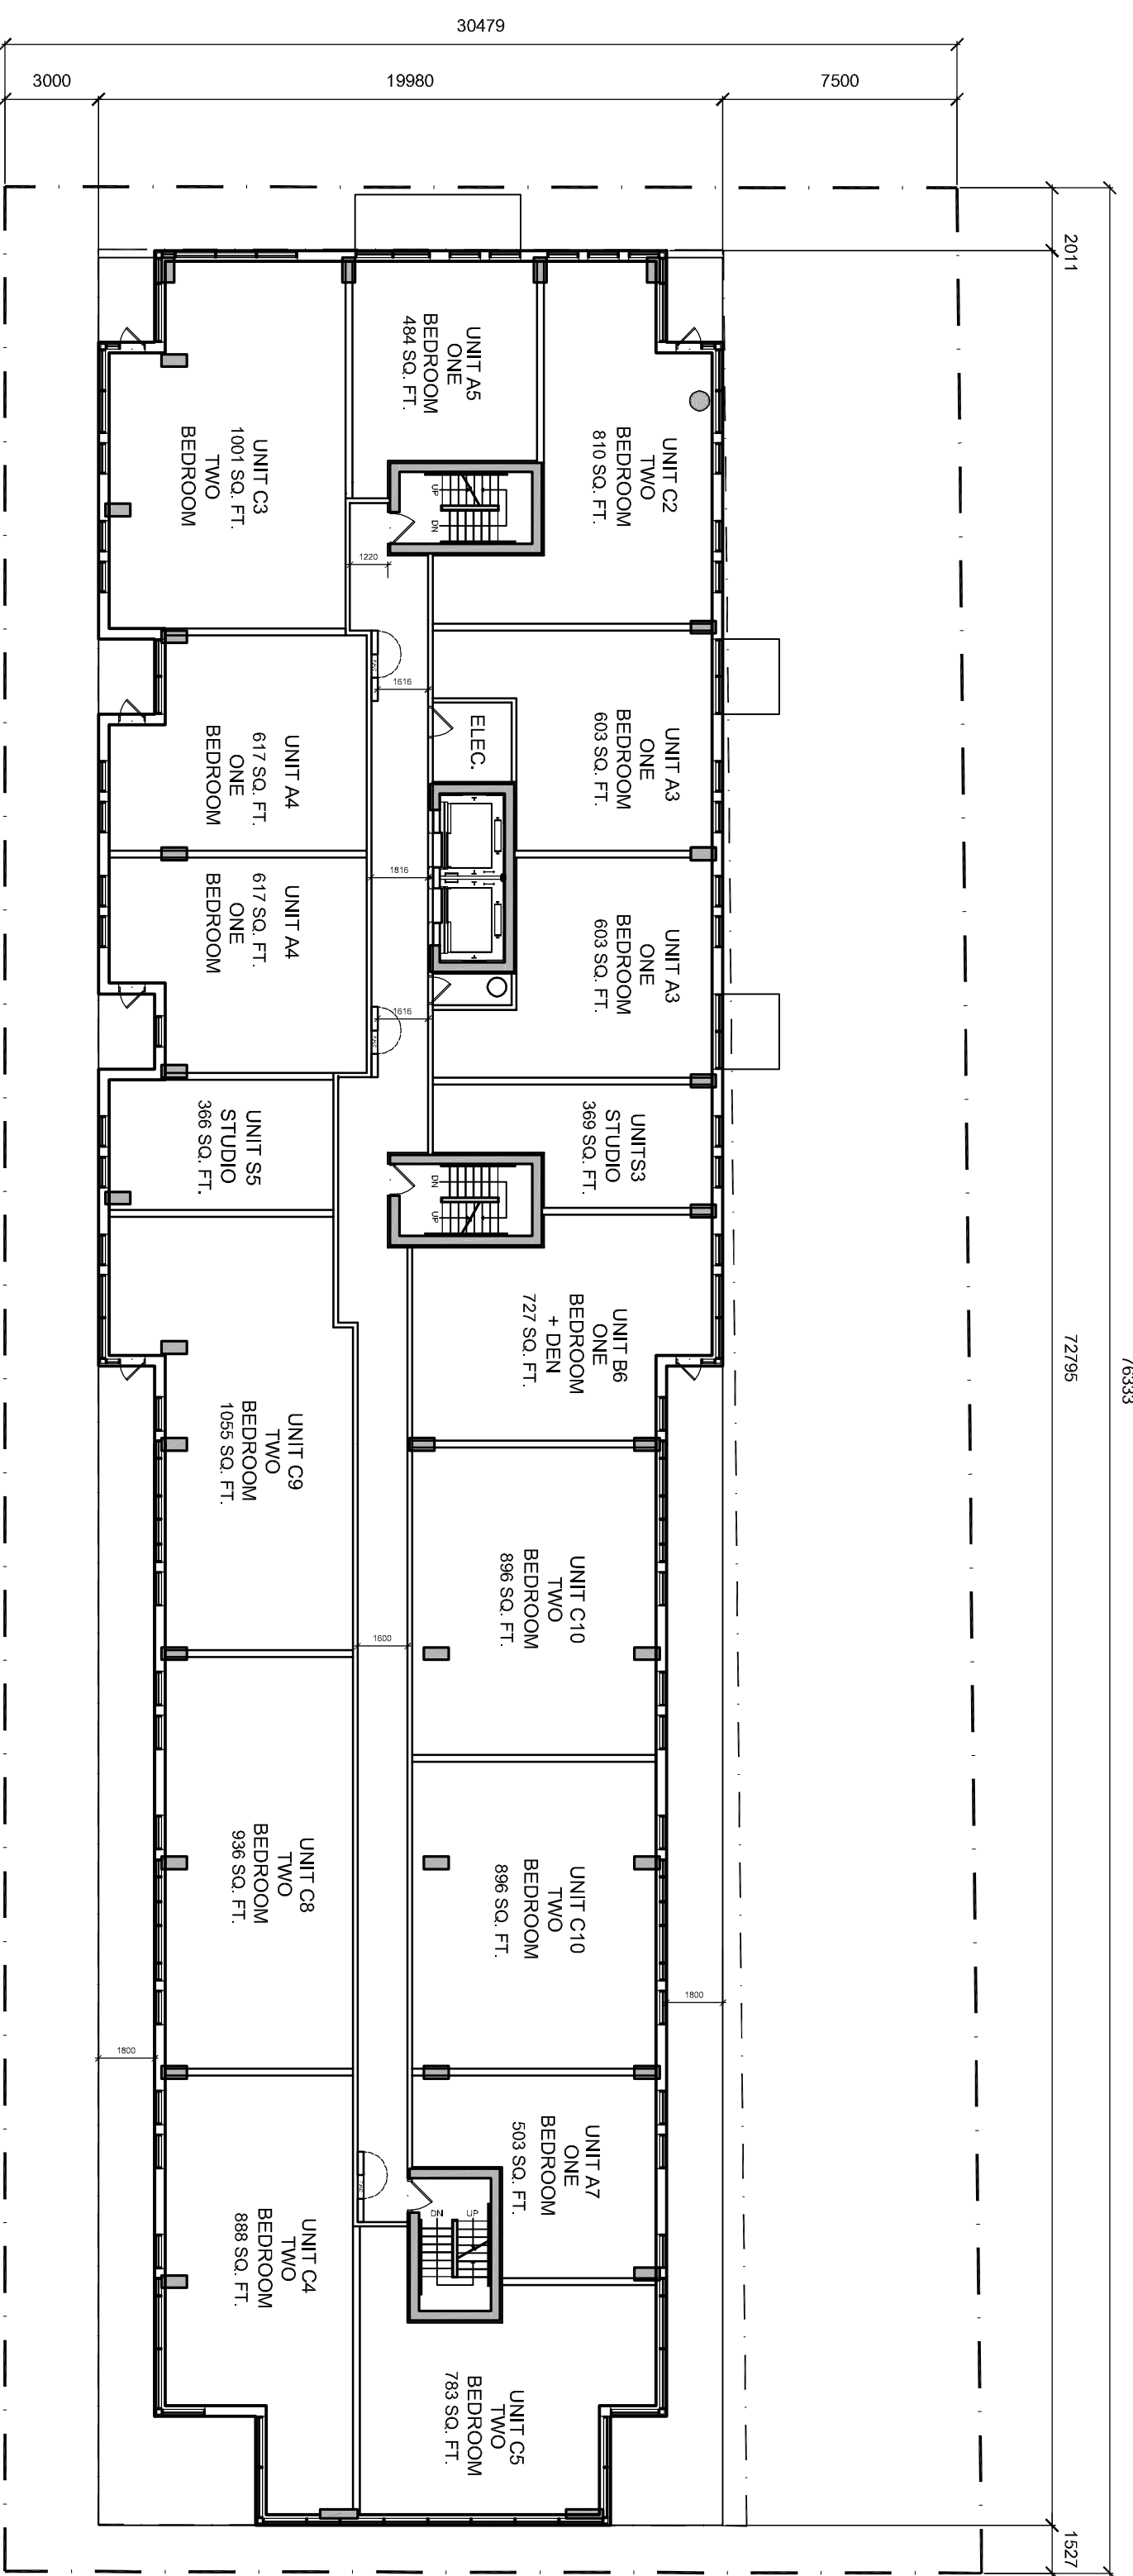 30479
3000
19980
7500
2011
72795
76333
1527
UNIT C3
1001 SQ. FT.
TWO
BEDROOM
UNIT A5
ONE
BEDROOM
484 SQ. FT.
UNIT C2
TWO
BEDROOM
810 SQ. FT.
UP
DN
1220
1616
UNIT A4
617 SQ. FT.
ONE
BEDROOM
ELEC.
UNIT A3
ONE
BEDROOM
603 SQ. FT.
1816
UNIT A4
617 SQ. FT.
ONE
BEDROOM
UNIT A3
ONE
BEDROOM
603 SQ. FT.
1616
UNIT S5
STUDIO
366 SQ. FT.
UNITS3
STUDIO
369 SQ. FT.
DN
UP
UNIT B6
ONE
BEDROOM
+ DEN
727 SQ. FT.
UNIT C9
TWO
BEDROOM
1055 SQ. FT.
UNIT C10
TWO
BEDROOM
896 SQ. FT.
1600
UNIT C8
TWO
BEDROOM
936 SQ. FT.
UNIT C10
TWO
BEDROOM
896 SQ. FT.
1800
1800
UNIT A7
ONE
BEDROOM
503 SQ. FT.
DN
UP
UNIT C4
TWO
BEDROOM
888 SQ. FT.
UNIT C5
TWO
BEDROOM
783 SQ. FT.